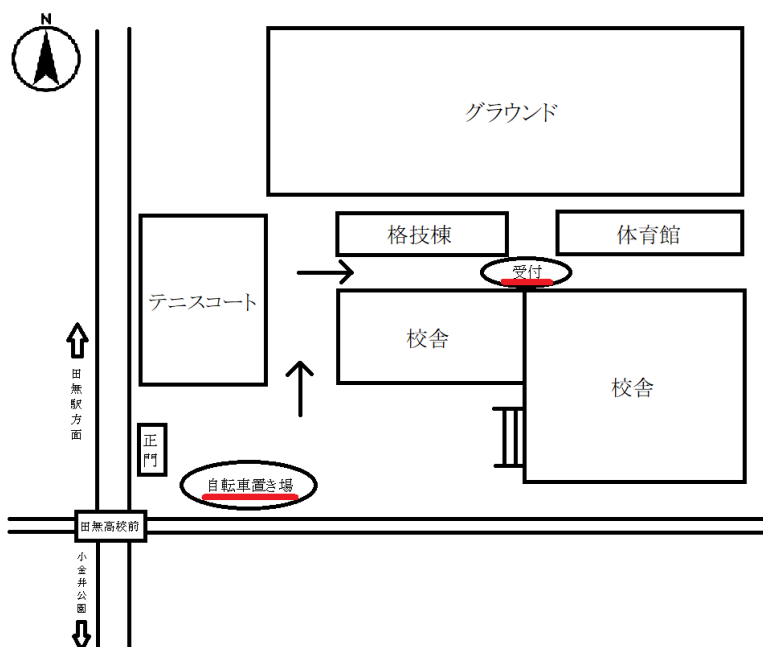 N
グラウンド
格技棟
体育館
受付
テニスコート
校舎
校舎
田無駅方面
正門
自転車置き場
田無高校前
小金井公園